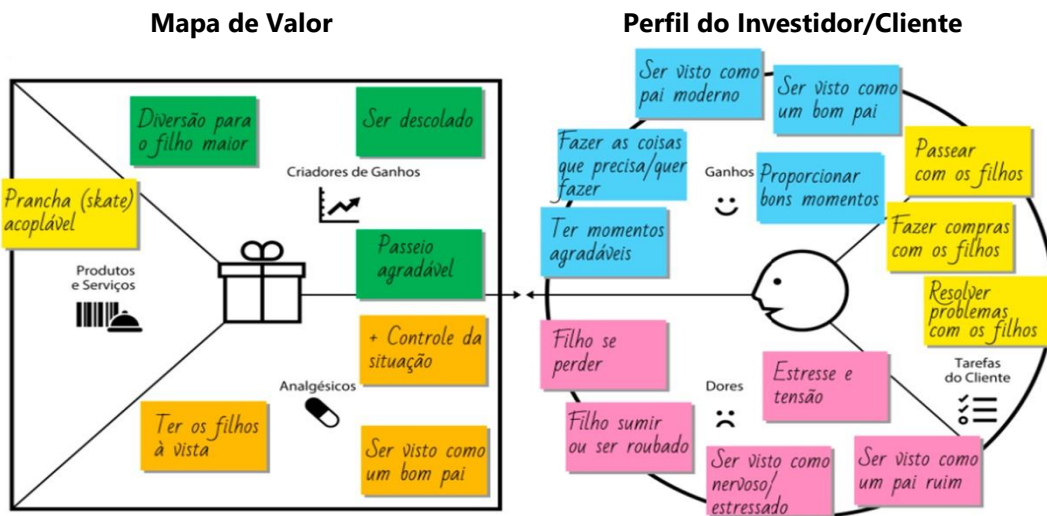 Mapa de Valor
Diversão para
o filho maior
Ser descolado
Criadores de Ganhos
Prancha (skate)
acoplável
Produtos
e Serviços
Passeio
agradável
+ Controle da
situação
Analgésicos
Ter os filhos
à vista
Ser visto como
um bom pai
Perfil do Investidor/Cliente
Ser visto como
pai moderno
Ser visto como
um bom pai
Fazer as coisas
que precisa/quer
fazer
Ganhos
Proporcionar
bons momentos
Ter momentos
agradáveis
Passear
com os filhos
Fazer compras
com os filhos
Resolver
problemas
com os filhos
Tarefas
do Cliente
Filho se
perder
Dores
Estresse e
tensão
Filho sumir
ou ser roubado
Ser visto como
nervoso/
estressado
Ser visto como
um pai ruim